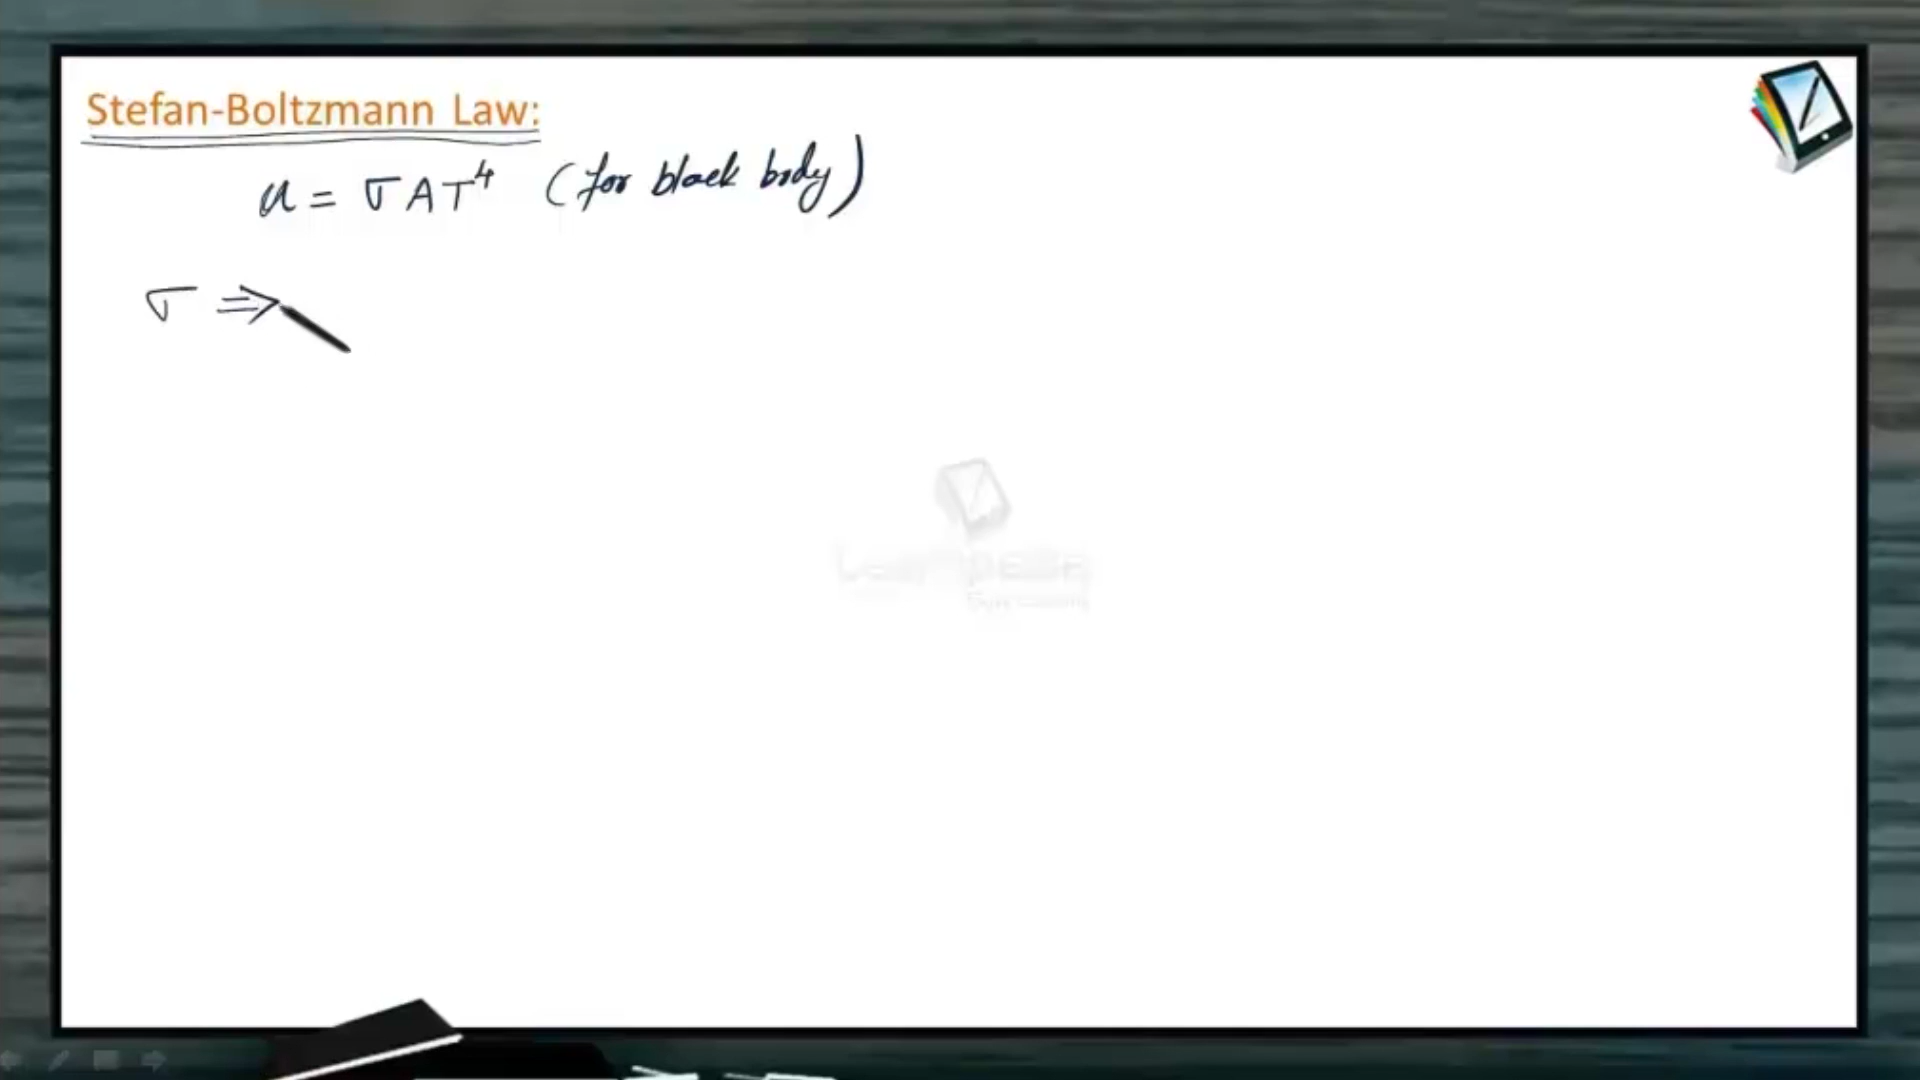 Stefan-Boltzmann Law:
u = σAT⁴ (for black body)
σ ⇒